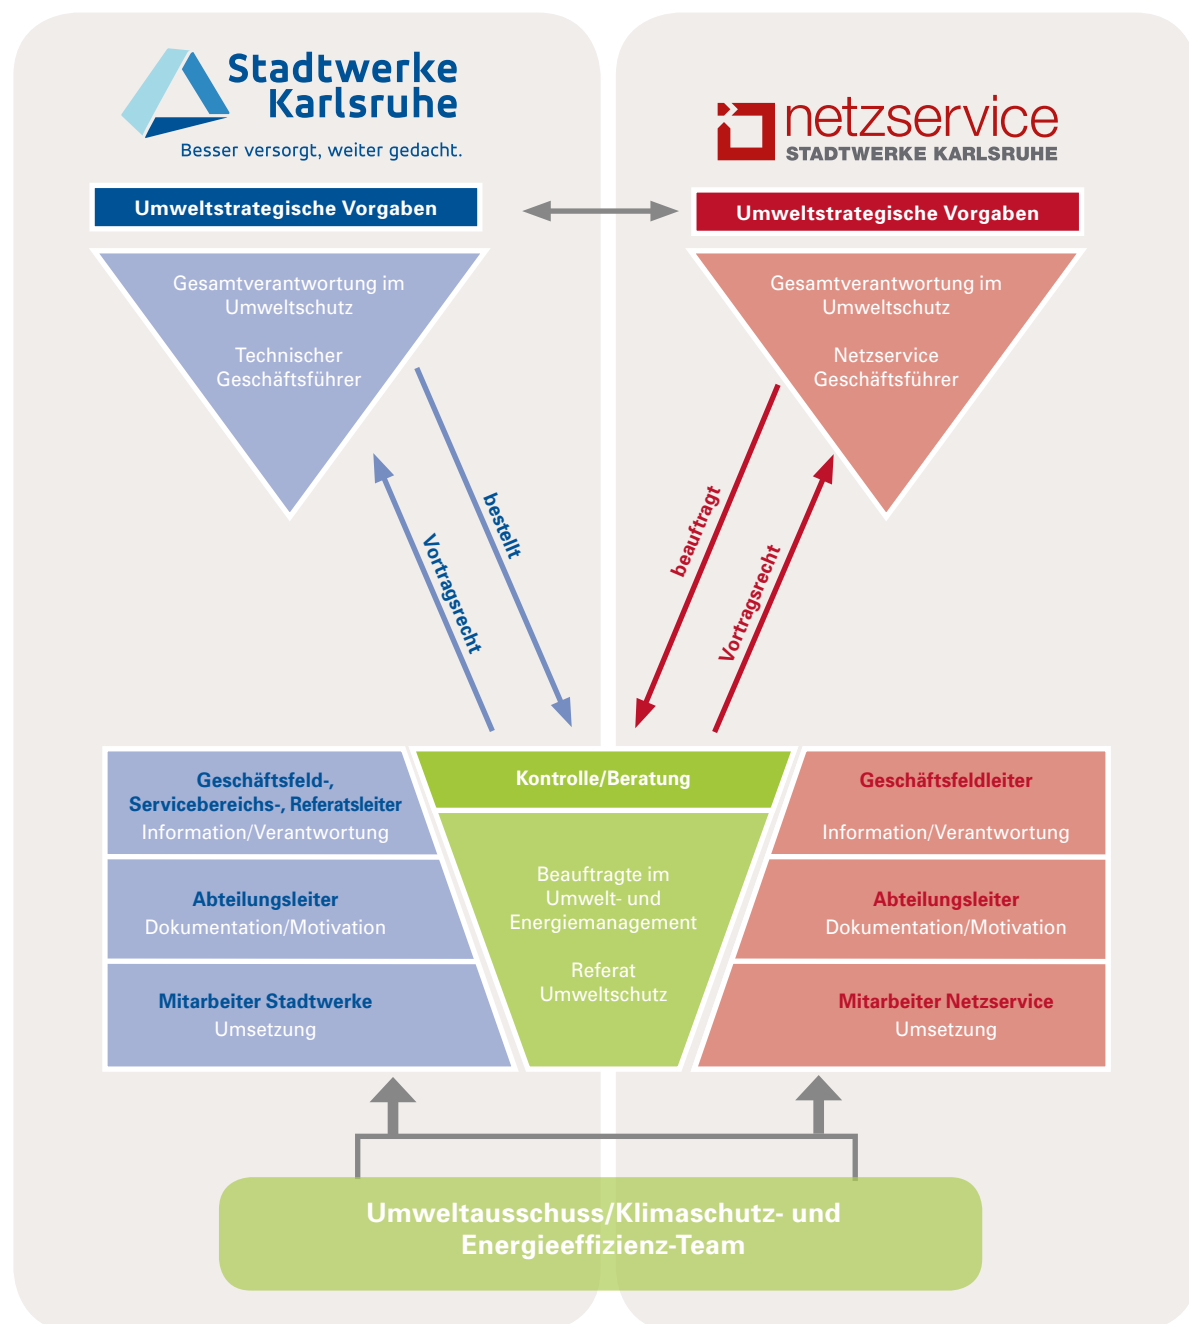 Stadtwerke
Karlsruhe
Besser versorgt, weiter gedacht.
netzservice
STADTWERKE KARLSRUHE
Umweltstrategische Vorgaben
Umweltstrategische Vorgaben
Gesamtverantwortung im
Umweltschutz
Technischer
Geschäftsführer
Gesamtverantwortung im
Umweltschutz
Netzservice
Geschäftsführer
bestellt
Vortragsrecht
beauftragt
Vortragsrecht
Geschäftsfeld-,
Servicebereichs-, Referatsleiter
Information/Verantwortung
Abteilungsleiter
Dokumentation/Motivation
Mitarbeiter Stadtwerke
Umsetzung
Kontrolle/Beratung
Beauftragte im
Umwelt- und
Energiemanagement
Referat
Umweltschutz
Geschäftsfeldleiter
Information/Verantwortung
Abteilungsleiter
Dokumentation/Motivation
Mitarbeiter Netzservice
Umsetzung
Umweltausschuss/Klimaschutz- und
Energieeffizienz-Team